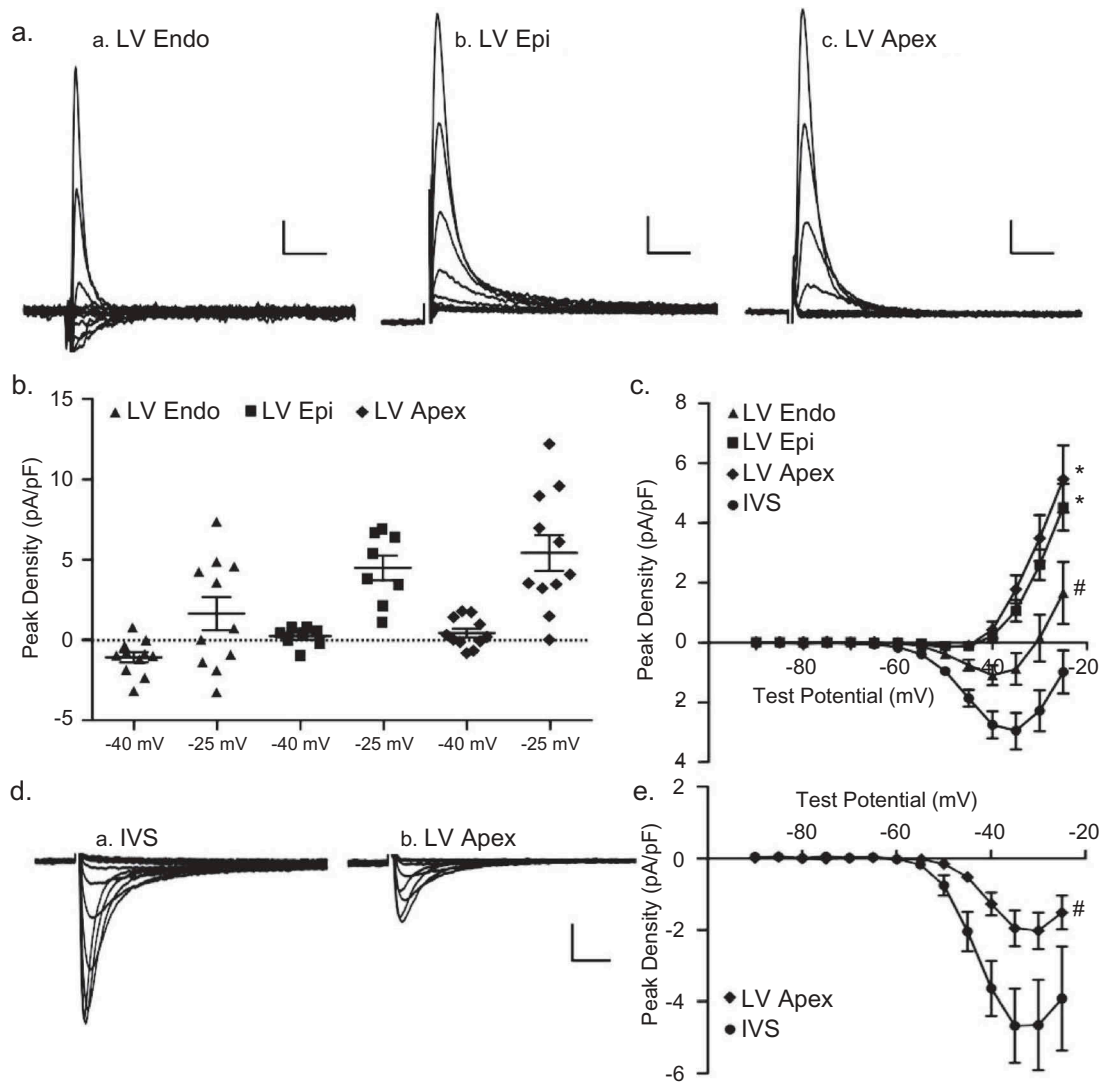 a.
a. LV Endo
b. LV Epi
c. LV Apex
b.
Peak Density (pA/pF)
15
10
5
0
-5
LV Endo
LV Epi
LV Apex
-40 mV
-25 mV
-40 mV
-25 mV
-40 mV
-25 mV
c.
Peak Density (pA/pF)
8
6
4
2
0
2
4
LV Endo
LV Epi
LV Apex
IVS
*
*
#
-80
-60
-40
-20
Test Potential (mV)
d.
a. IVS
b. LV Apex
e.
Peak Density (pA/pF)
2
0
-2
-4
-6
Test Potential (mV)
-80
-60
-40
-20
#
LV Apex
IVS